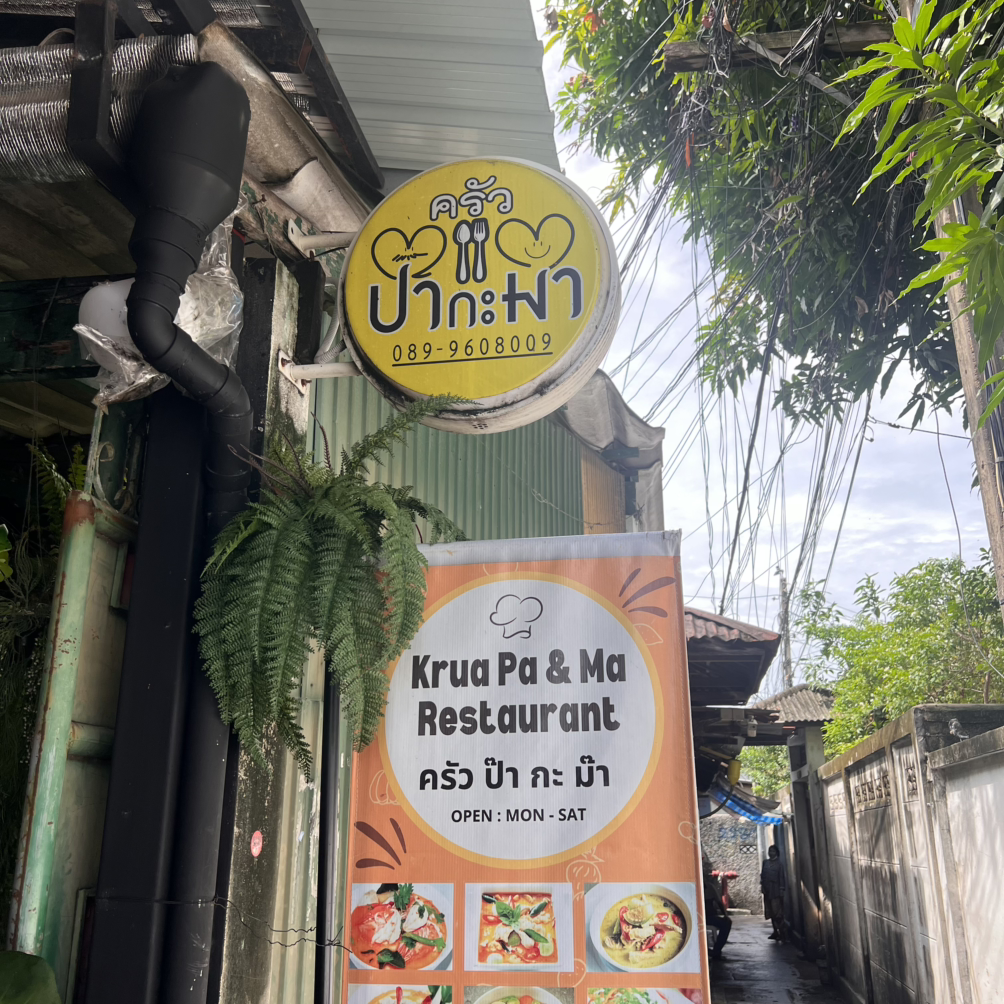 ครัว
ป๋ากะม๊า
089-9608009
Krua Pa & Ma
Restaurant
ครัว ป๊า กะ ม๊า
OPEN : MON - SAT